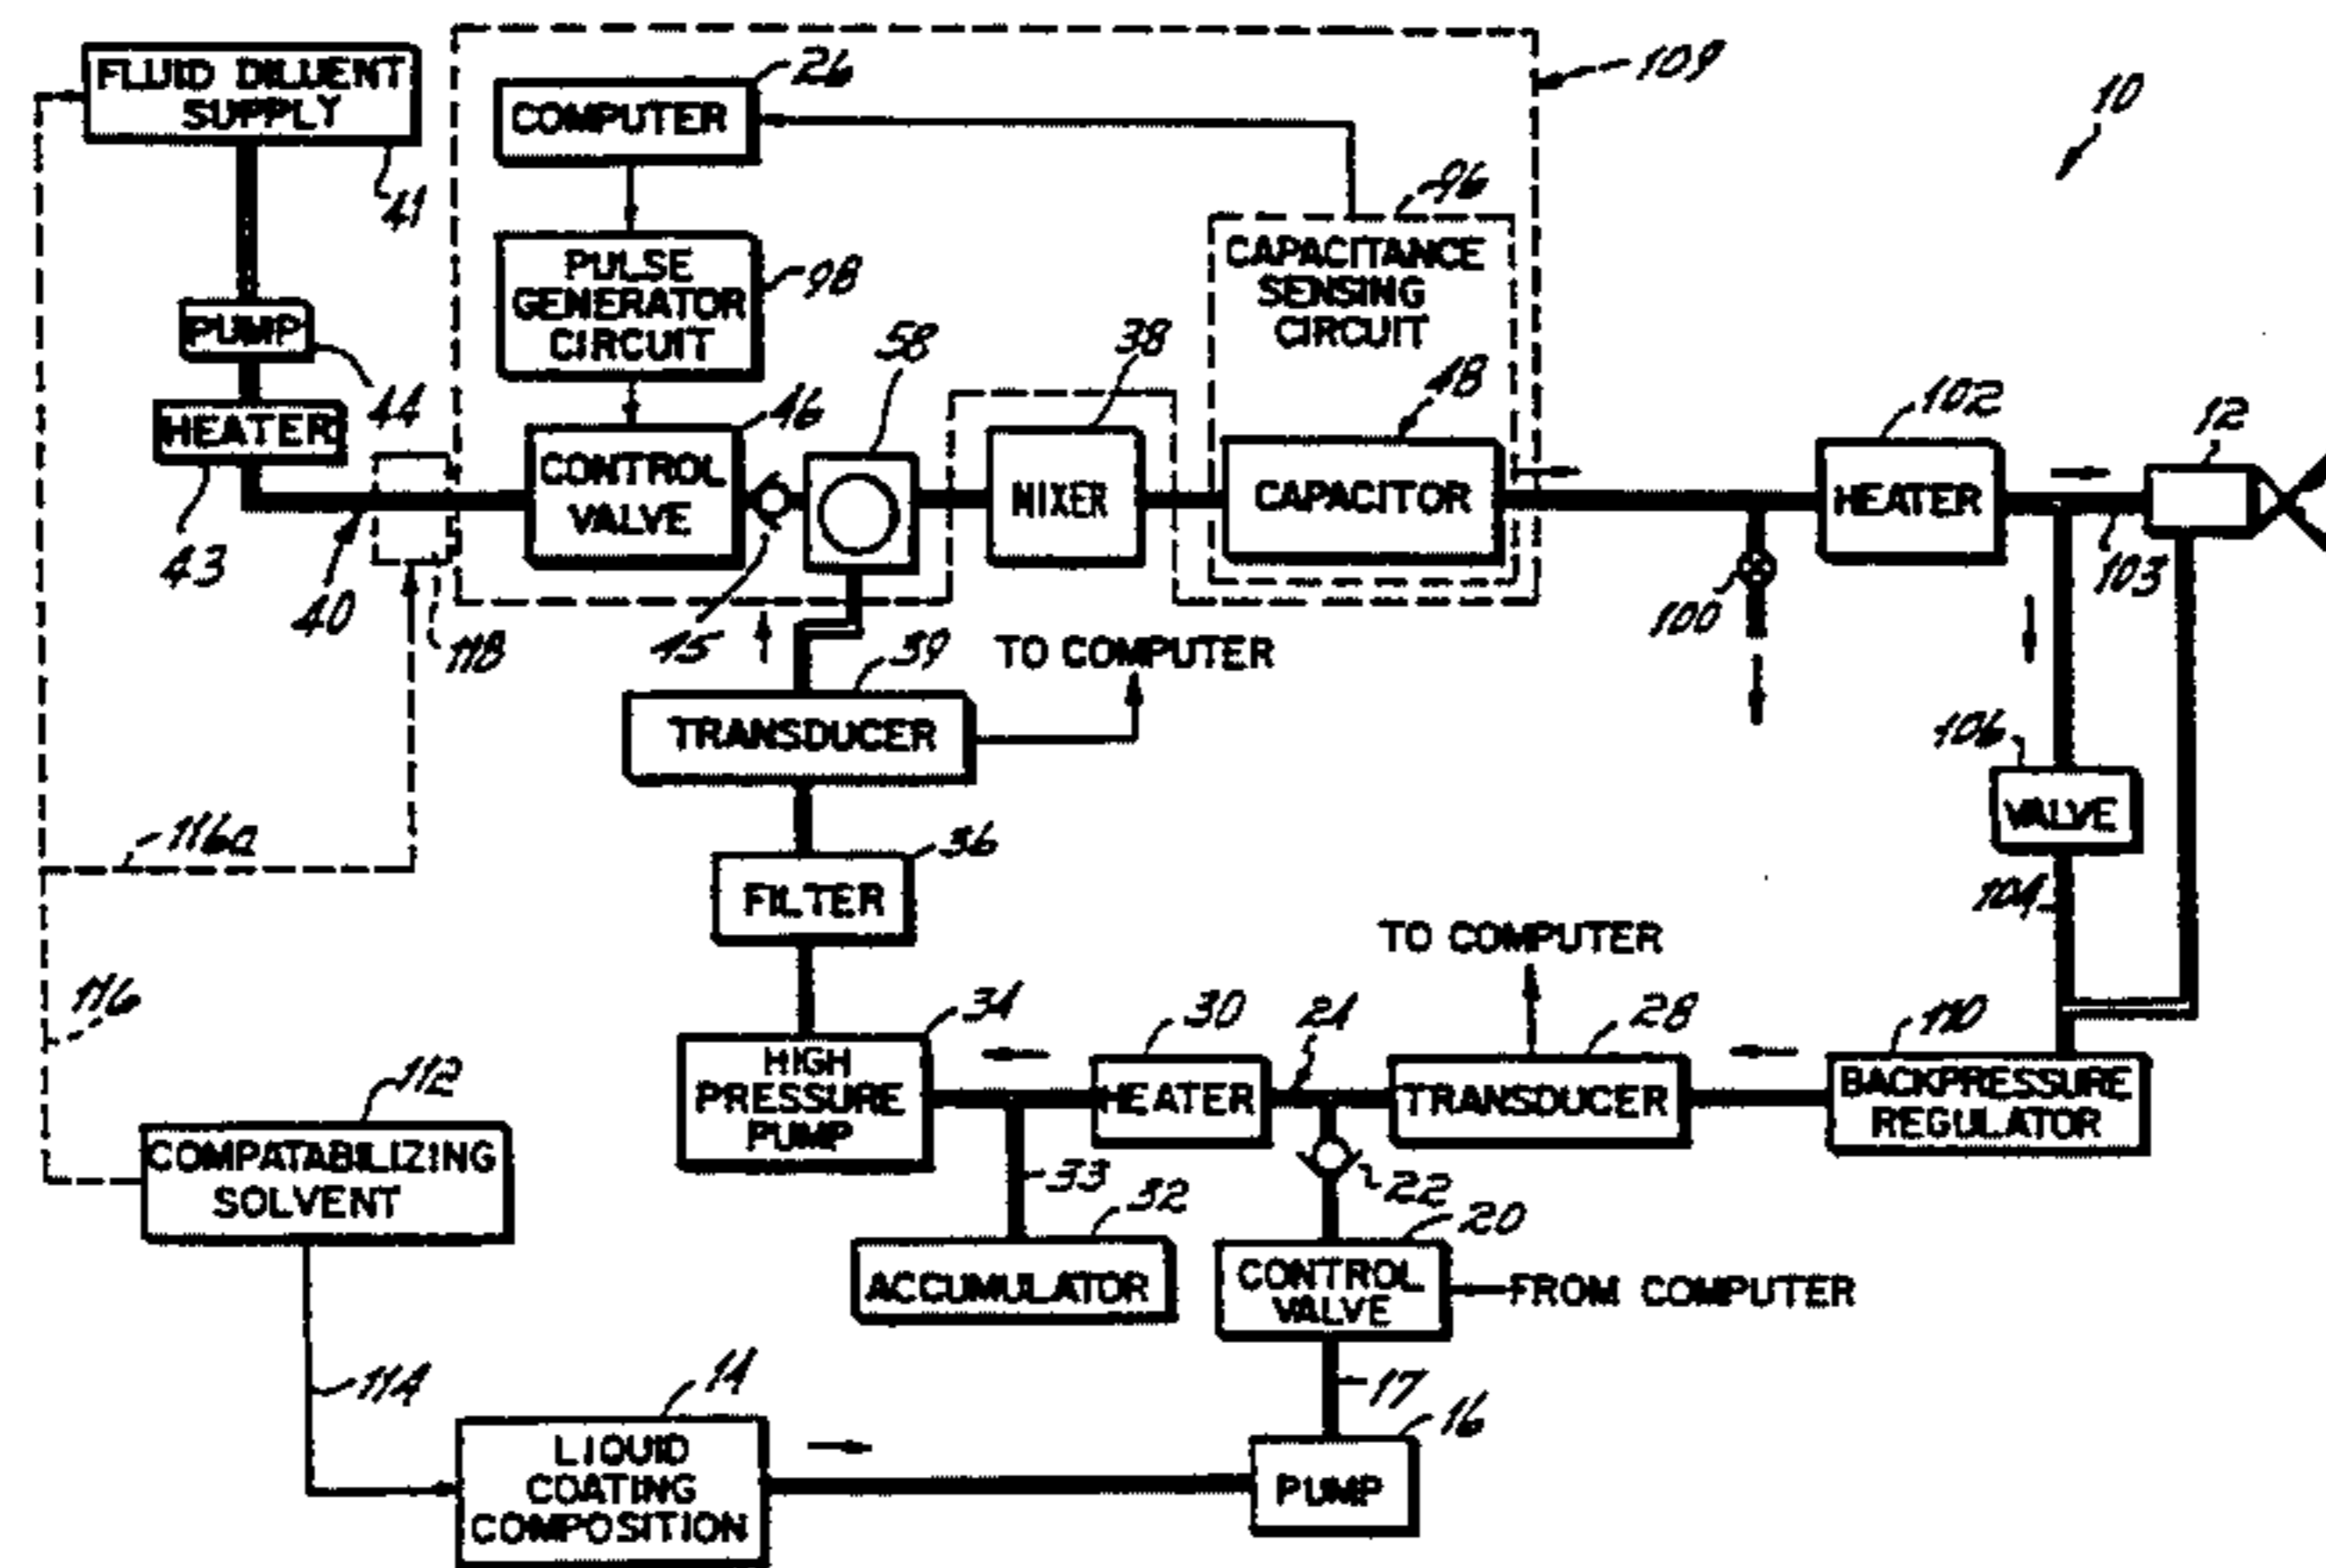 FLUID DILUENT
SUPPLY
41
PUMP
44
HEATER
43
40
118
COMPUTER
26
PULSE
GENERATOR
CIRCUIT
98
CONTROL
VALVE
46
45
58
MIXER
38
CAPACITANCE
SENSING
CIRCUIT
96
CAPACITOR
48
109
10
HEATER
102
100
12
103
TRANSDUCER
39
TO COMPUTER
VALVE
106
104
FILTER
36
116a
116
HIGH
PRESSURE
PUMP
34
HEATER
30
21
TO COMPUTER
TRANSDUCER
28
BACKPRESSURE
REGULATOR
110
33
22
COMPATABILIZING
SOLVENT
112
ACCUMULATOR
32
CONTROL
VALVE
20
FROM COMPUTER
114
17
LIQUID
COATING
COMPOSITION
14
PUMP
16